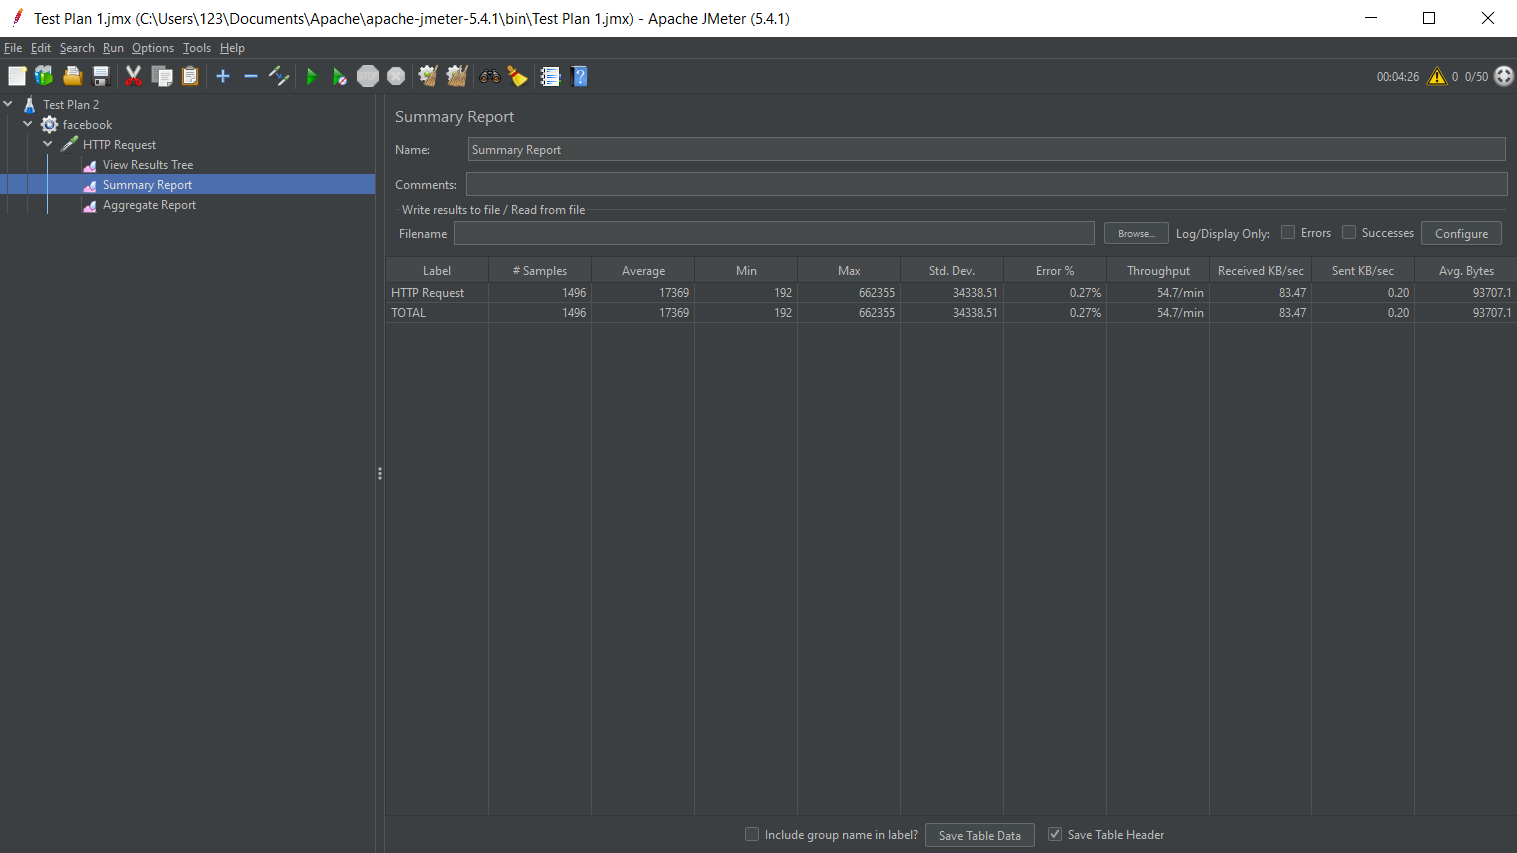 Test Plan 1.jmx (C:\Users\123\Documents\Apache\apache-jmeter-5.4.1\bin\Test Plan 1.jmx) - Apache JMeter (5.4.1)
File Edit Search Run Options Tools Help
00:04:26 0 0/50
Test Plan 2
facebook
HTTP Request
View Results Tree
Summary Report
Aggregate Report
Summary Report
Name: Summary Report
Comments:
Write results to file / Read from file
Filename Browse... Log/Display Only: Errors Successes Configure
Label # Samples Average Min Max Std. Dev. Error % Throughput Received KB/sec Sent KB/sec Avg. Bytes
HTTP Request 1496 17369 192 662355 34338.51 0.27% 54.7/min 83.47 0.20 93707.1
TOTAL 1496 17369 192 662355 34338.51 0.27% 54.7/min 83.47 0.20 93707.1
Include group name in label? Save Table Data Save Table Header